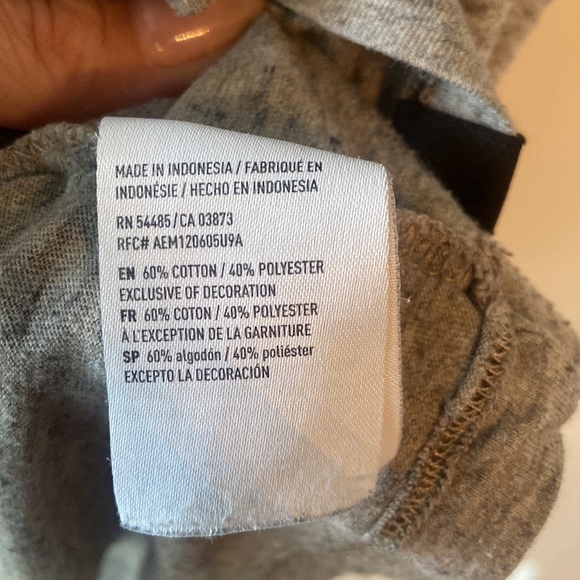 MADE IN INDONESIA / FABRIQUÉ EN
INDONÉSIE / HECHO EN INDONESIA
RN 54485 / CA 03873
RFC# AEM120605U9A
EN 60% COTTON / 40% POLYESTER
EXCLUSIVE OF DECORATION
FR 60% COTON / 40% POLYESTER
À L'EXCEPTION DE LA GARNITURE
SP 60% algodón / 40% poliéster
EXCEPTO LA DECORACIÓN